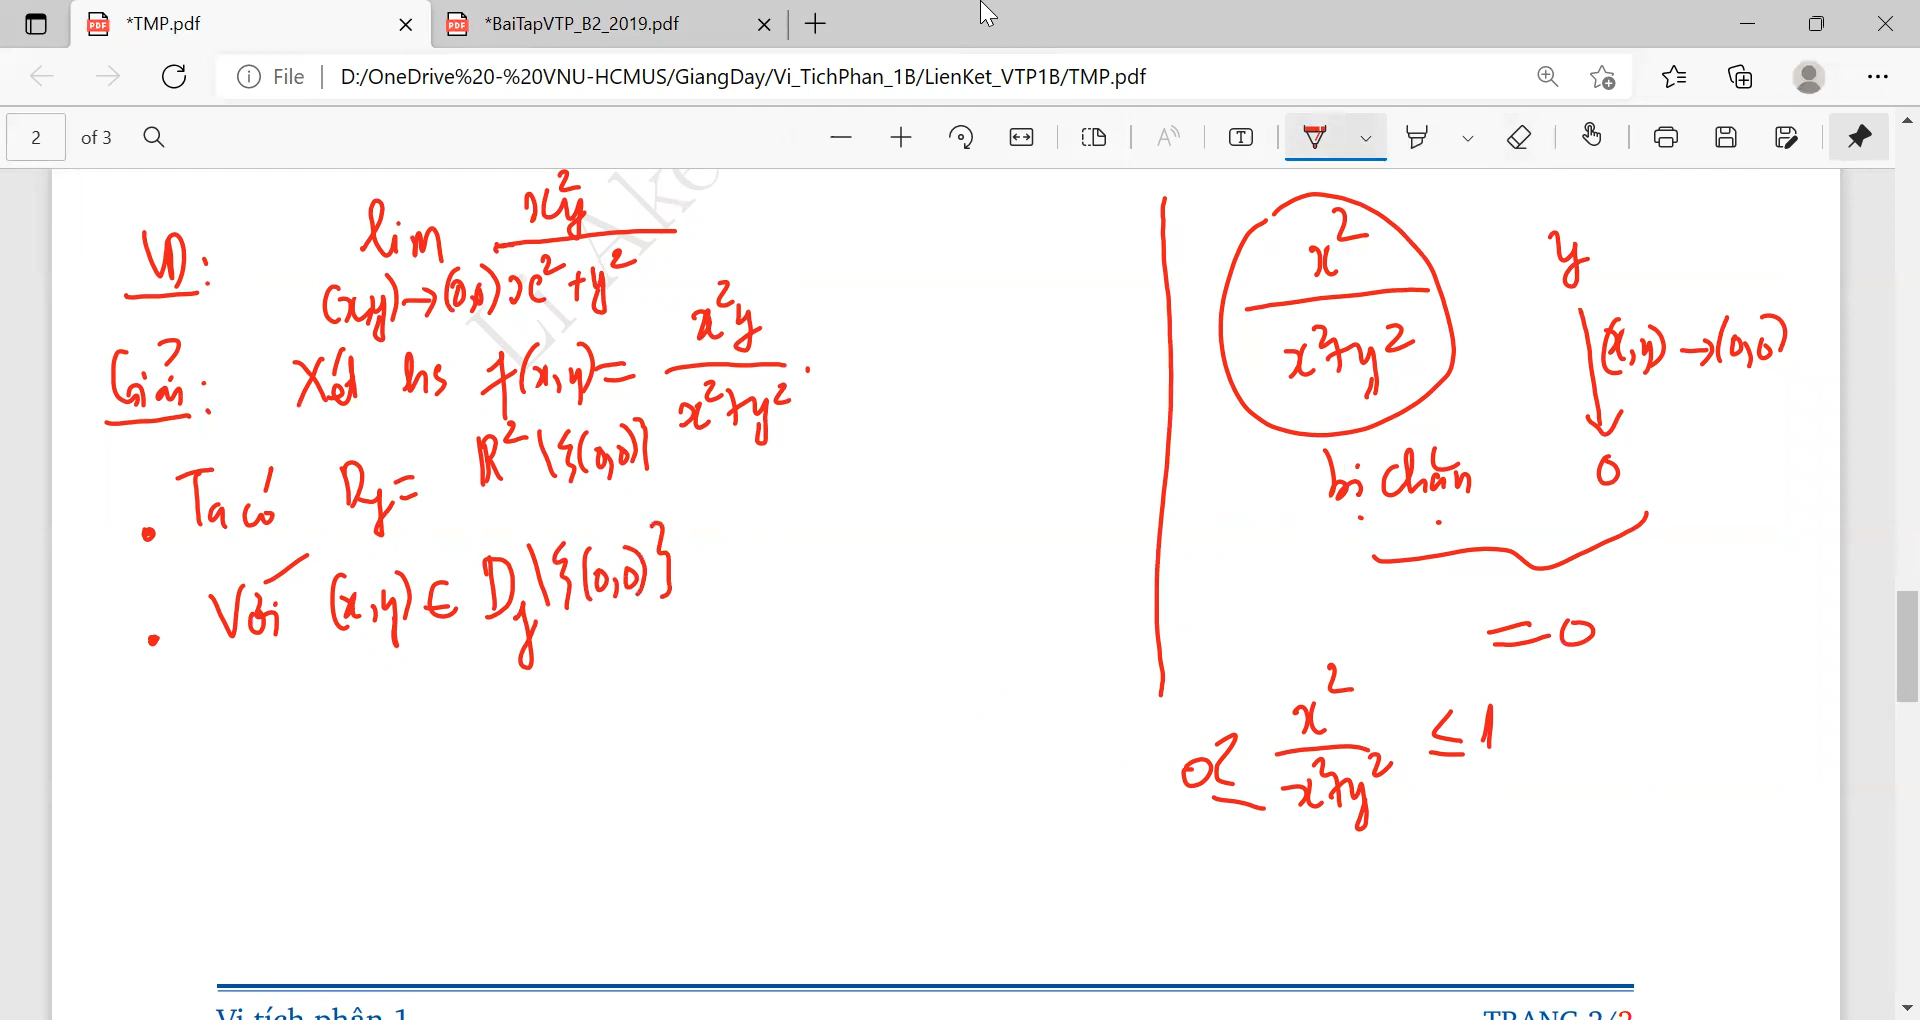 *TMP.pdf
*BaiTapVTP_B2_2019.pdf
File
D:/OneDrive%20-%20VNU-HCMUS/GiangDay/Vi_TichPhan_1B/LienKet_VTP1B/TMP.pdf
2 of 3
VD: lim x²y / x²+y²
(x,y)→(0,0)
Giải: Xét hs f(x,y) = x²y / x²+y² .
• Ta có D_f = ℝ² \ {(0,0)}
• Với (x,y) ∈ D_f \ {(0,0)}
x² / x²+y²
y
(x,y)→(0,0)
bị chặn
0
= 0
0 ≤ x² / x²+y² ≤ 1
Vi tích phân 1
TRANG 2/3